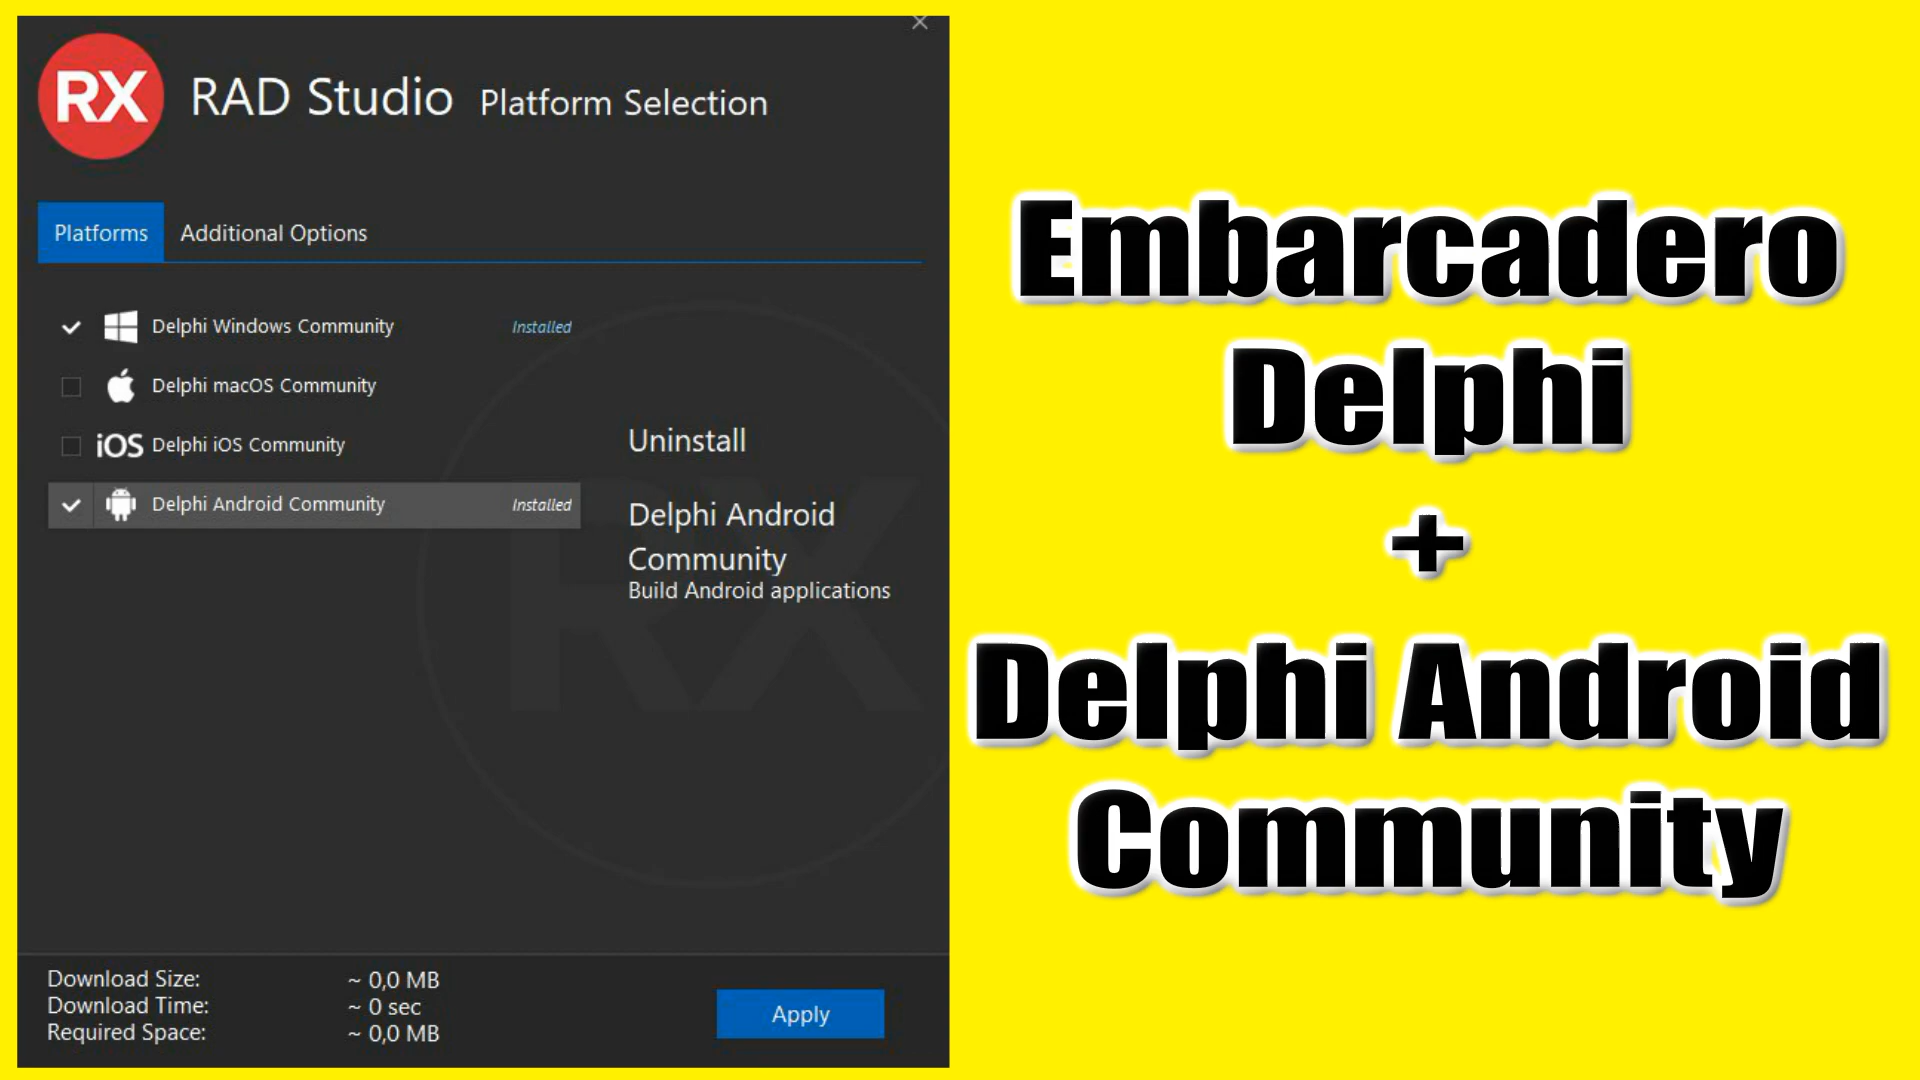 RX
RAD Studio Platform Selection
Platforms Additional Options
Delphi Windows Community Installed
Delphi macOS Community
iOS Delphi iOS Community
Delphi Android Community Installed
Uninstall
Delphi Android
Community
Build Android applications
RX
Download Size: ~ 0,0 MB
Download Time: ~ 0 sec
Required Space: ~ 0,0 MB
Apply
Embarcadero
Delphi
+
Delphi Android
Community